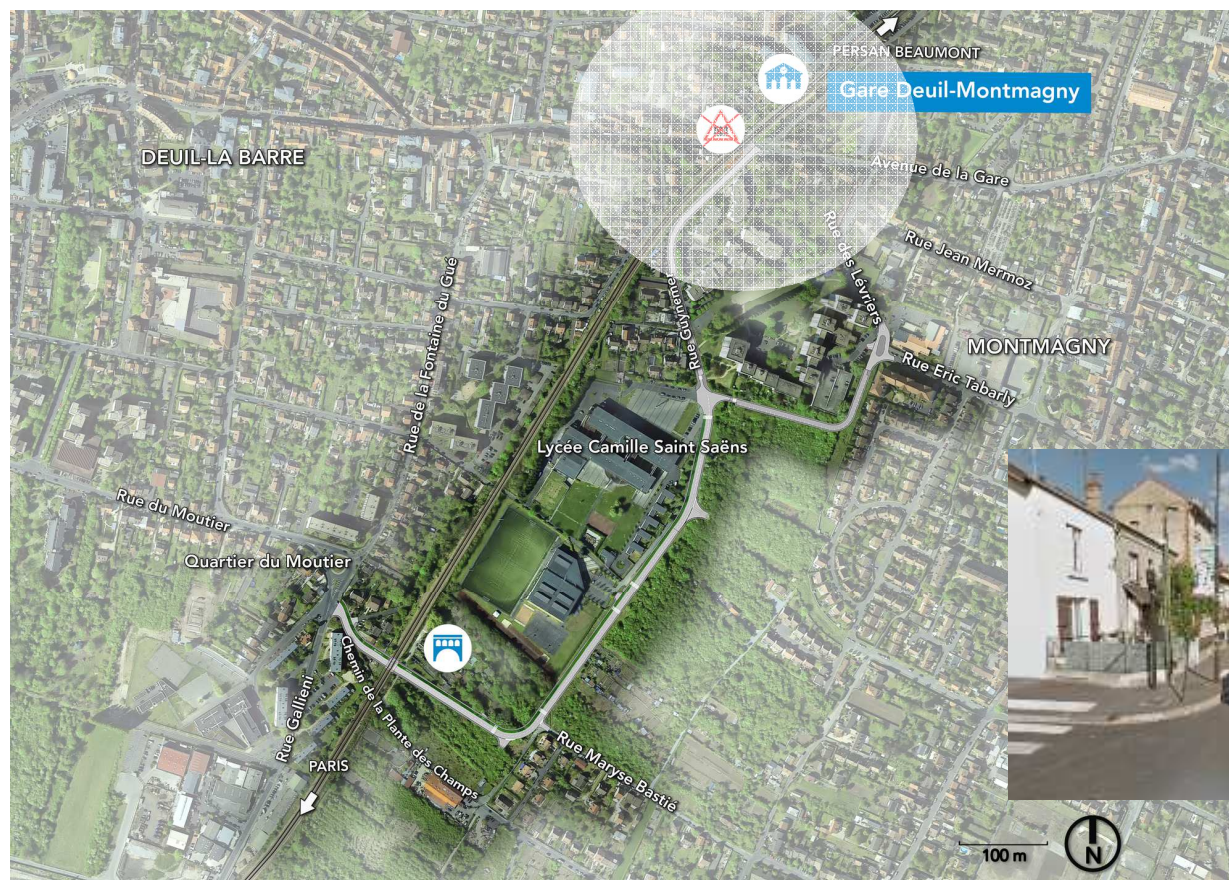 PERSAN BEAUMONT
Gare Deuil-Montmagny
DEUIL-LA BARRE
Avenue de la Gare
Rue des Lévriers
Rue Jean Mermoz
Rue de la Fontaine du Gué
Rue Guynemer
MONTMAGNY
Rue Eric Tabarly
Lycée Camille Saint Saëns
Rue du Moutier
Quartier du Moutier
Chemin de la Plante des Champs
Rue Gallieni
Rue Maryse Bastié
PARIS
100 m
N